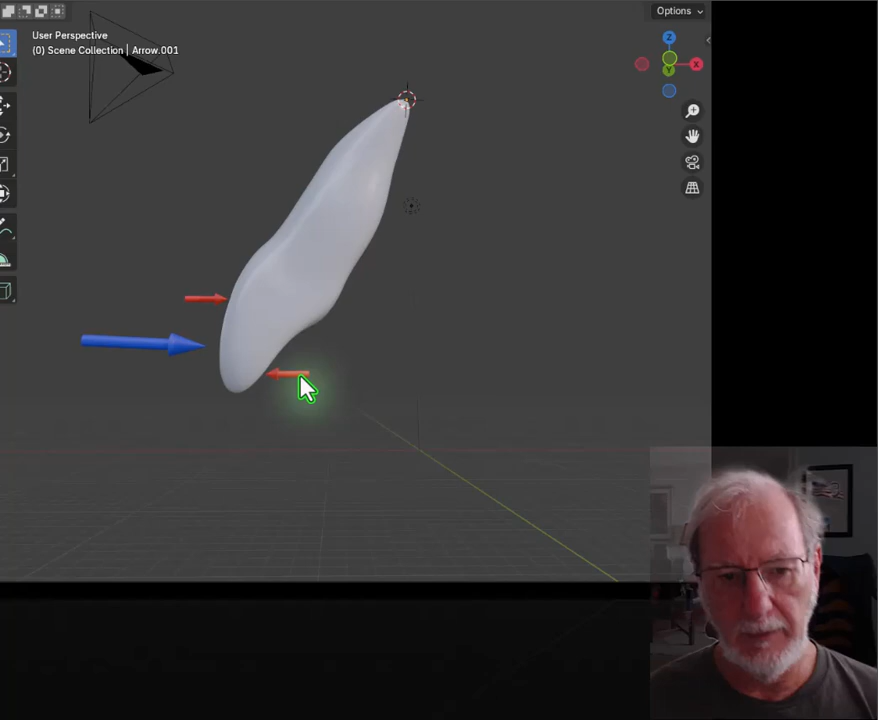 Options
User Perspective
(0) Scene Collection | Arrow.001
Z
X
Y